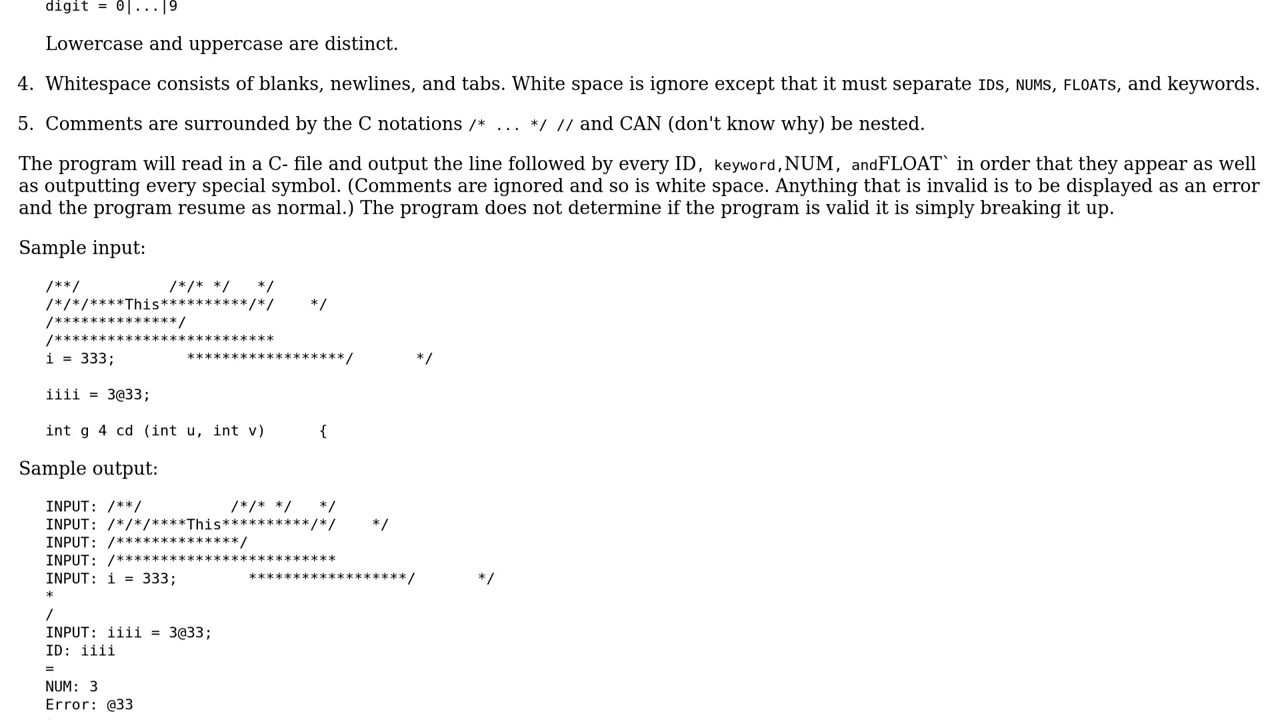 digit = 0|...|9
Lowercase and uppercase are distinct.
4. Whitespace consists of blanks, newlines, and tabs. White space is ignore except that it must separate IDs, NUMs, FLOATs, and keywords.
5. Comments are surrounded by the C notations /* ... */ // and CAN (don't know why) be nested.
The program will read in a C- file and output the line followed by every ID, keyword,NUM, andFLOAT` in order that they appear as well
as outputting every special symbol. (Comments are ignored and so is white space. Anything that is invalid is to be displayed as an error
and the program resume as normal.) The program does not determine if the program is valid it is simply breaking it up.
Sample input:
/**/          /*/* */   */
/*/*/****This**********/*/    */
/**************/
/*************************
i = 333;        ******************/       */
iiii = 3@33;
int g 4 cd (int u, int v)      {
Sample output:
INPUT: /**/          /*/* */   */
INPUT: /*/*/****This**********/*/    */
INPUT: /**************/
INPUT: /*************************
INPUT: i = 333;        ******************/       */
*
/
INPUT: iiii = 3@33;
ID: iiii
=
NUM: 3
Error: @33